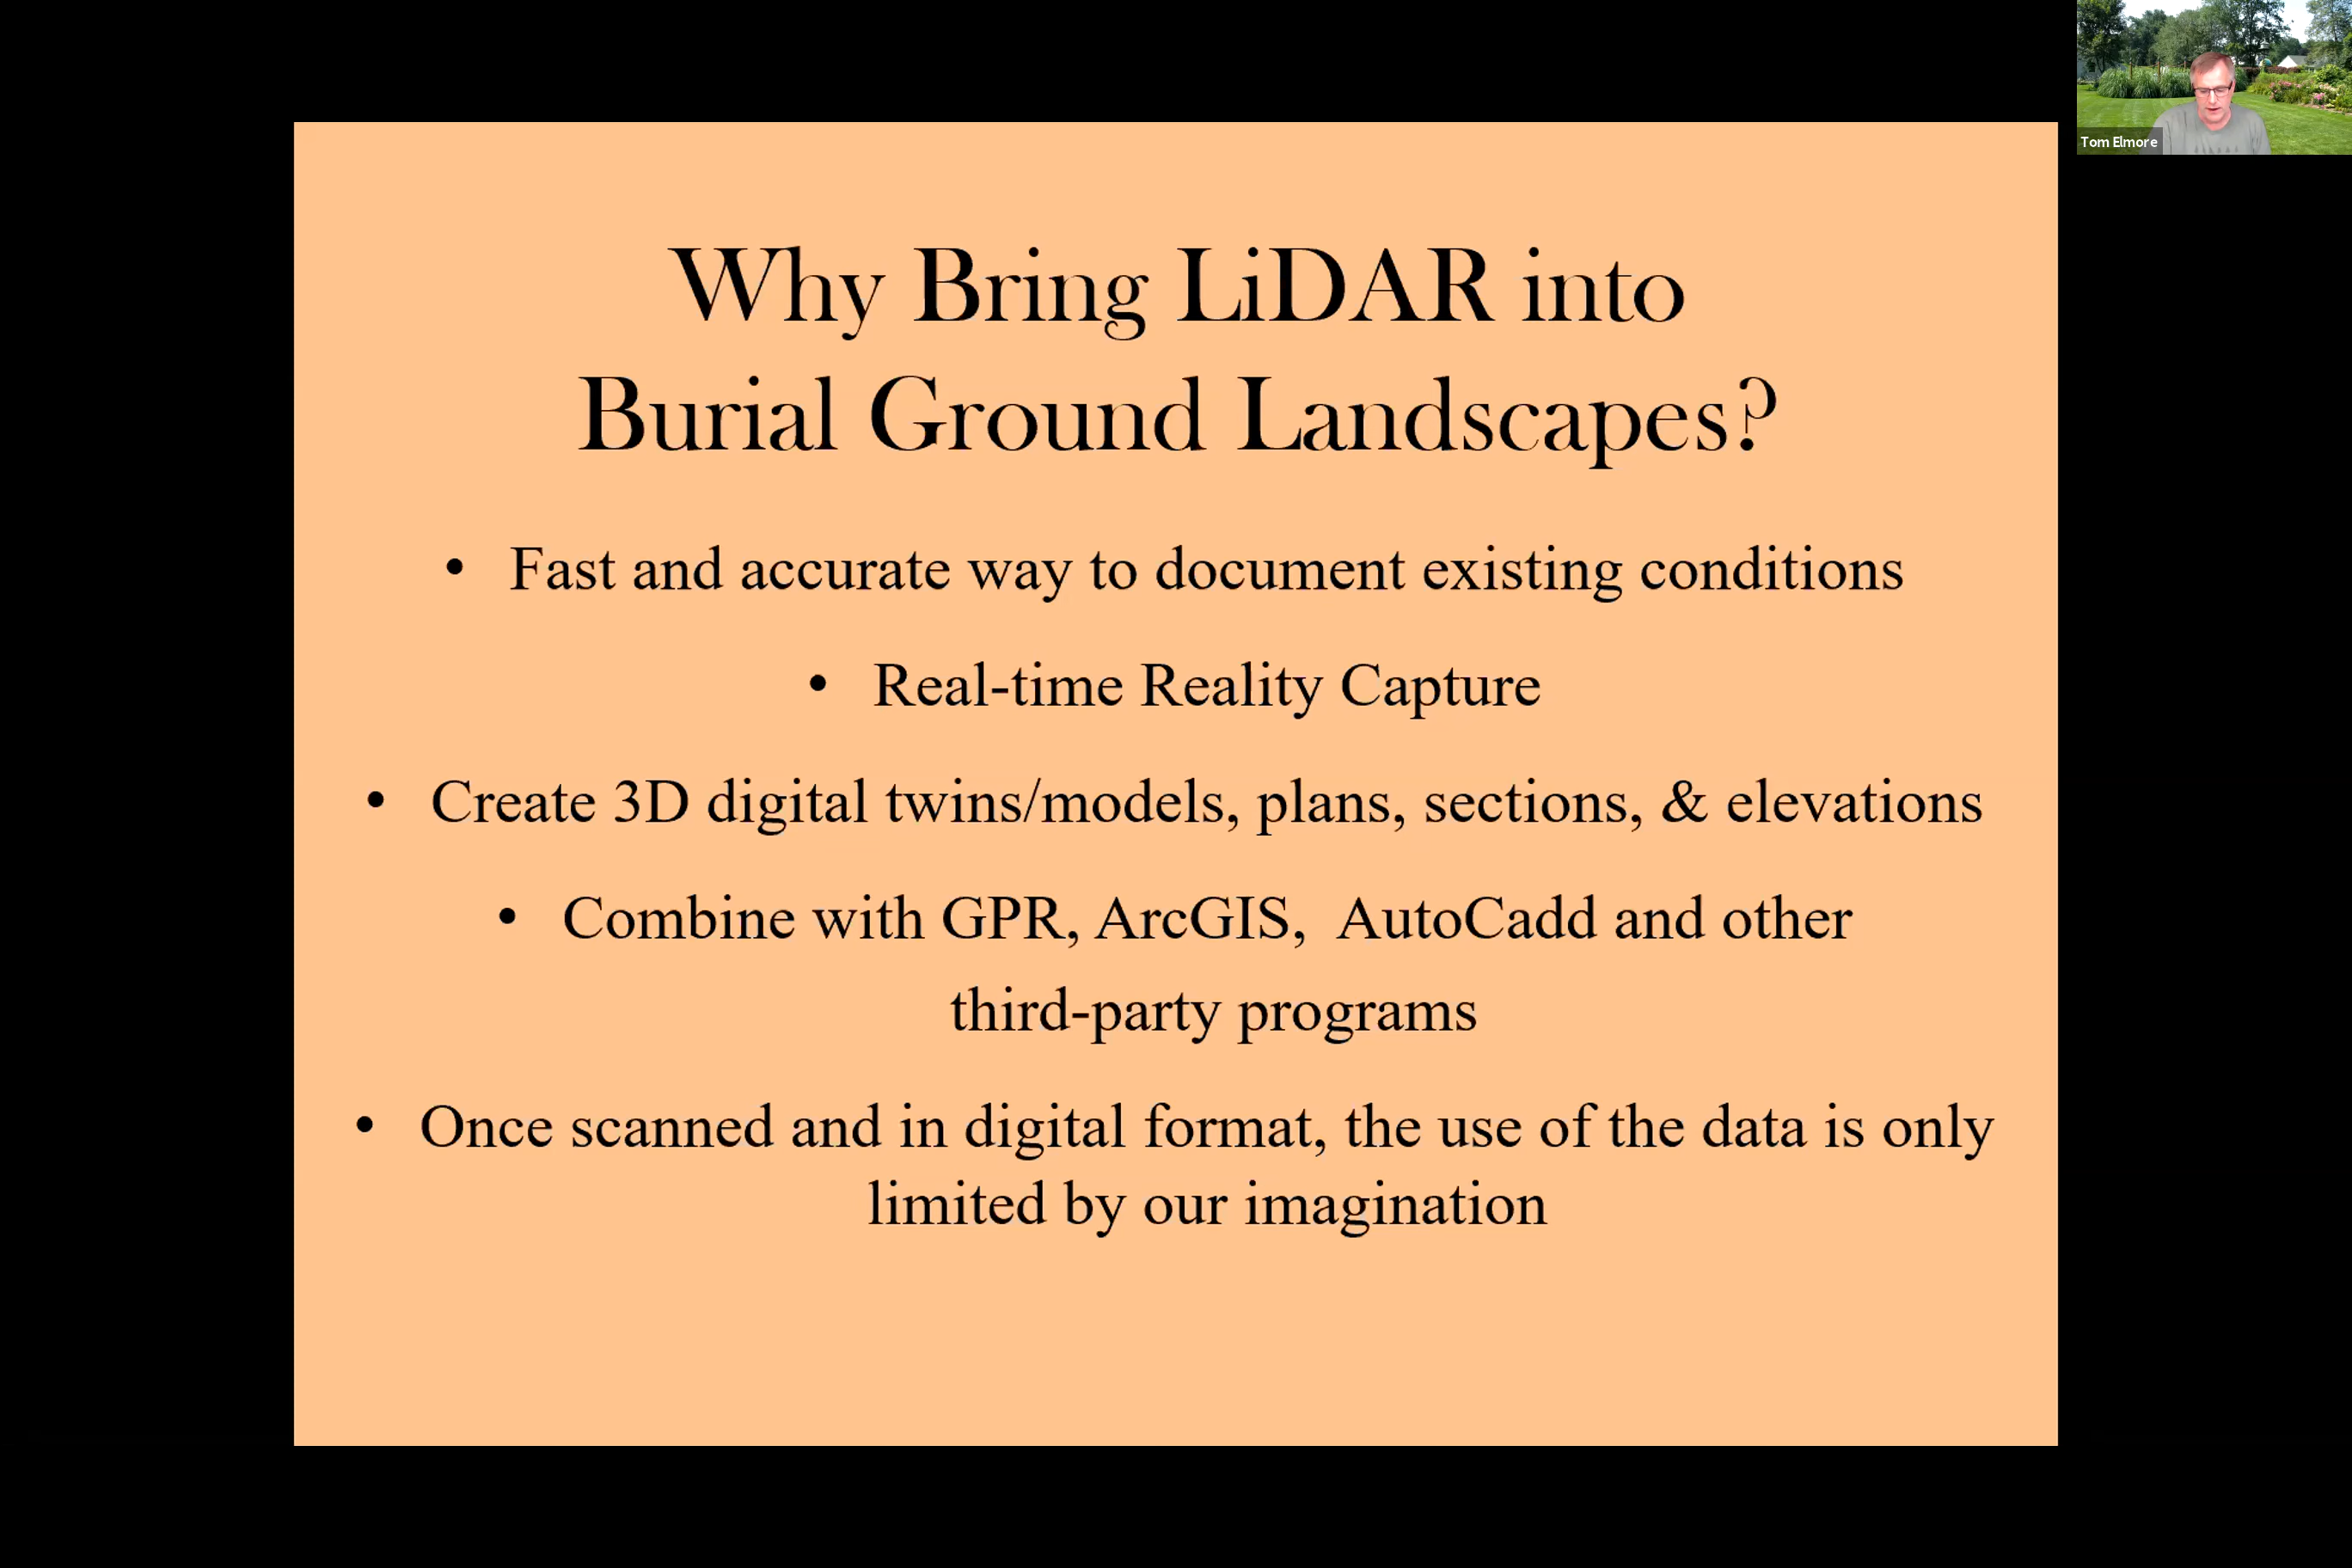 Tom Elmore
Why Bring LiDAR into
Burial Ground Landscapes?
• Fast and accurate way to document existing conditions
• Real-time Reality Capture
• Create 3D digital twins/models, plans, sections, & elevations
• Combine with GPR, ArcGIS,  AutoCadd and other
third-party programs
• Once scanned and in digital format, the use of the data is only
limited by our imagination